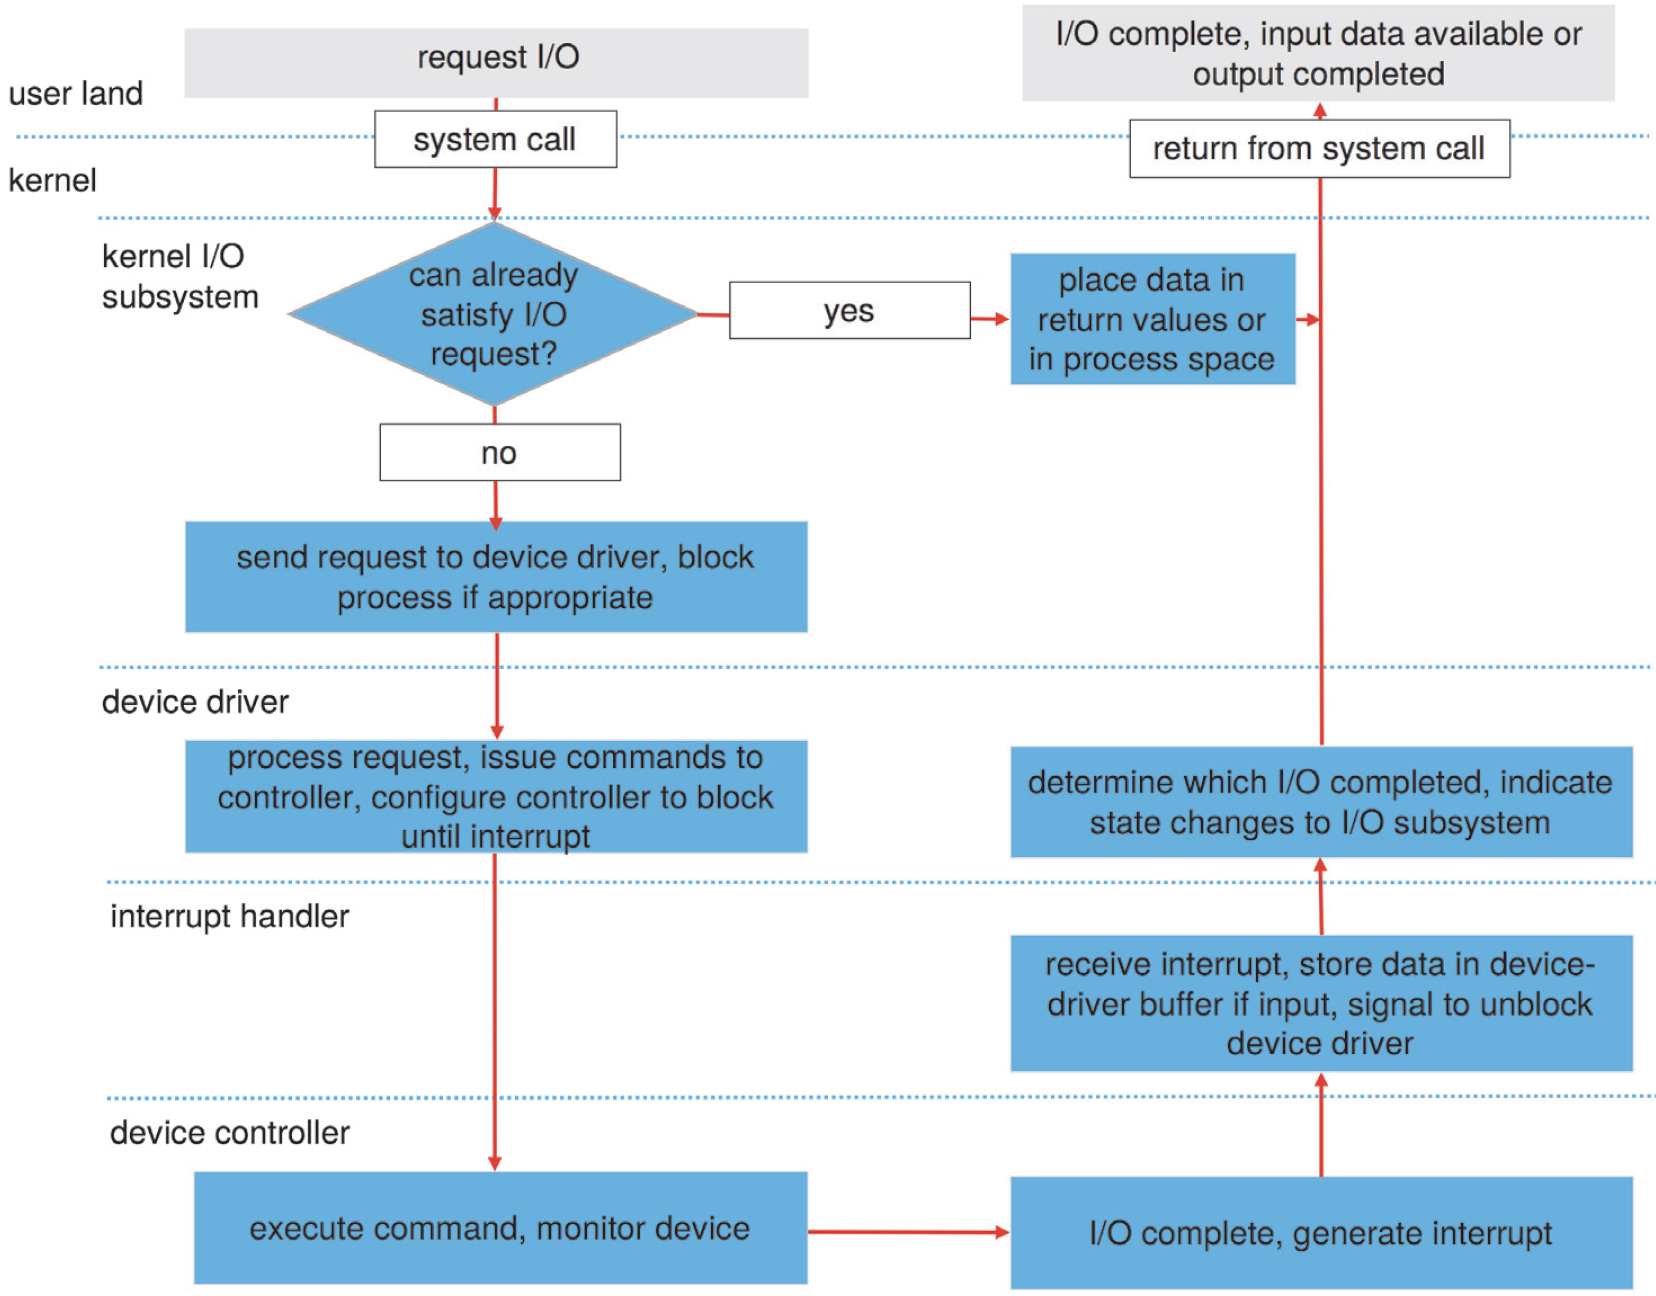 request I/O
I/O complete, input data available or
output completed
user land
system call
return from system call
kernel
kernel I/O
subsystem
can already
satisfy I/O
request?
yes
place data in
return values or
in process space
no
send request to device driver, block
process if appropriate
device driver
process request, issue commands to
controller, configure controller to block
until interrupt
determine which I/O completed, indicate
state changes to I/O subsystem
interrupt handler
receive interrupt, store data in device-
driver buffer if input, signal to unblock
device driver
device controller
execute command, monitor device
I/O complete, generate interrupt